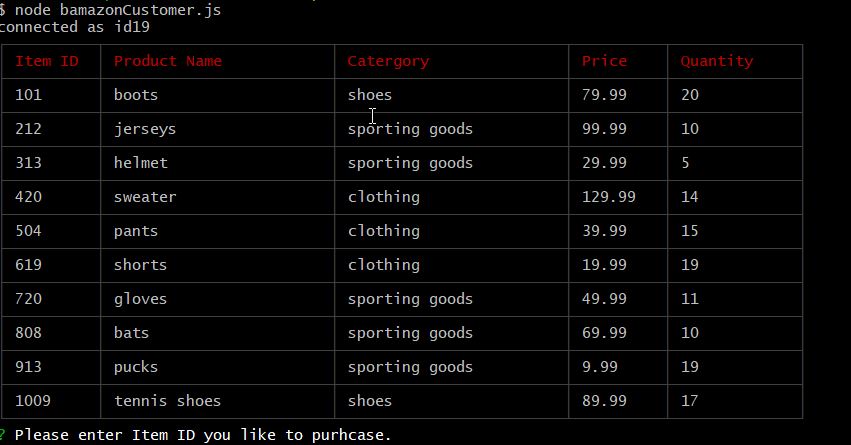 $ node bamazonCustomer.js
connected as id19
Item ID Product Name Catergory Price Quantity
101 boots shoes 79.99 20
212 jerseys sporting goods 99.99 10
313 helmet sporting goods 29.99 5
420 sweater clothing 129.99 14
504 pants clothing 39.99 15
619 shorts clothing 19.99 19
720 gloves sporting goods 49.99 11
808 bats sporting goods 69.99 10
913 pucks sporting goods 9.99 19
1009 tennis shoes shoes 89.99 17
? Please enter Item ID you like to purhcase.